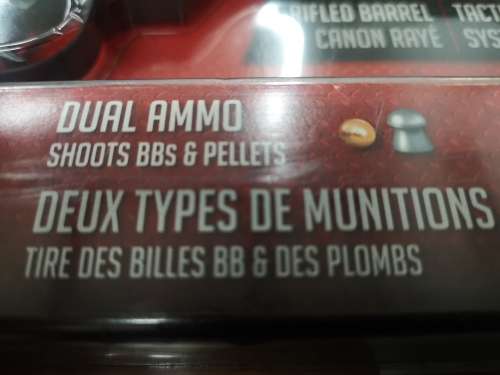 RIFLED BARREL
CANON RAYÉ
DUAL AMMO
SHOOTS BBs & PELLETS
DEUX TYPES DE MUNITIONS
TIRE DES BILLES BB & DES PLOMBS